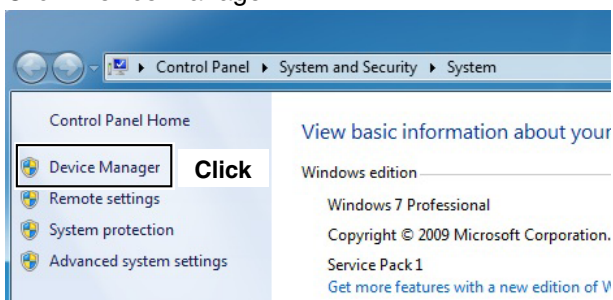 Control Panel ▸ System and Security ▸ System
Control Panel Home
View basic information about your
Device Manager Click
Windows edition
Remote settings
Windows 7 Professional
System protection
Copyright © 2009 Microsoft Corporation.
Advanced system settings
Service Pack 1
Get more features with a new edition of W